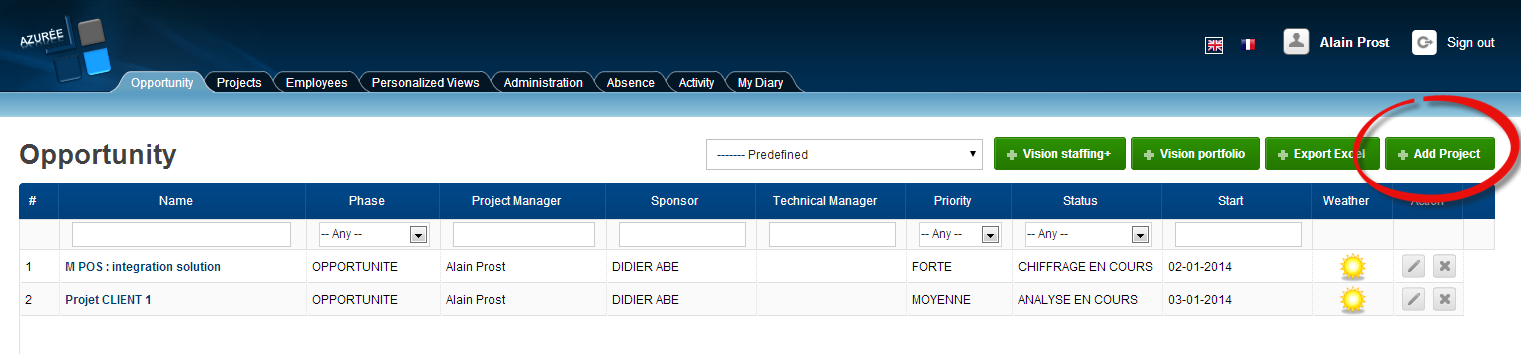 AZURÉE
Alain Prost Sign out
Opportunity Projects Employees Personalized Views Administration Absence Activity My Diary
Opportunity
------- Predefined Vision staffing+ Vision portfolio Export Excel Add Project
# Name Phase Project Manager Sponsor Technical Manager Priority Status Start Weather Action
-- Any -- -- Any -- -- Any --
1 M POS : integration solution OPPORTUNITE Alain Prost DIDIER ABE FORTE CHIFFRAGE EN COURS 02-01-2014
2 Projet CLIENT 1 OPPORTUNITE Alain Prost DIDIER ABE MOYENNE ANALYSE EN COURS 03-01-2014